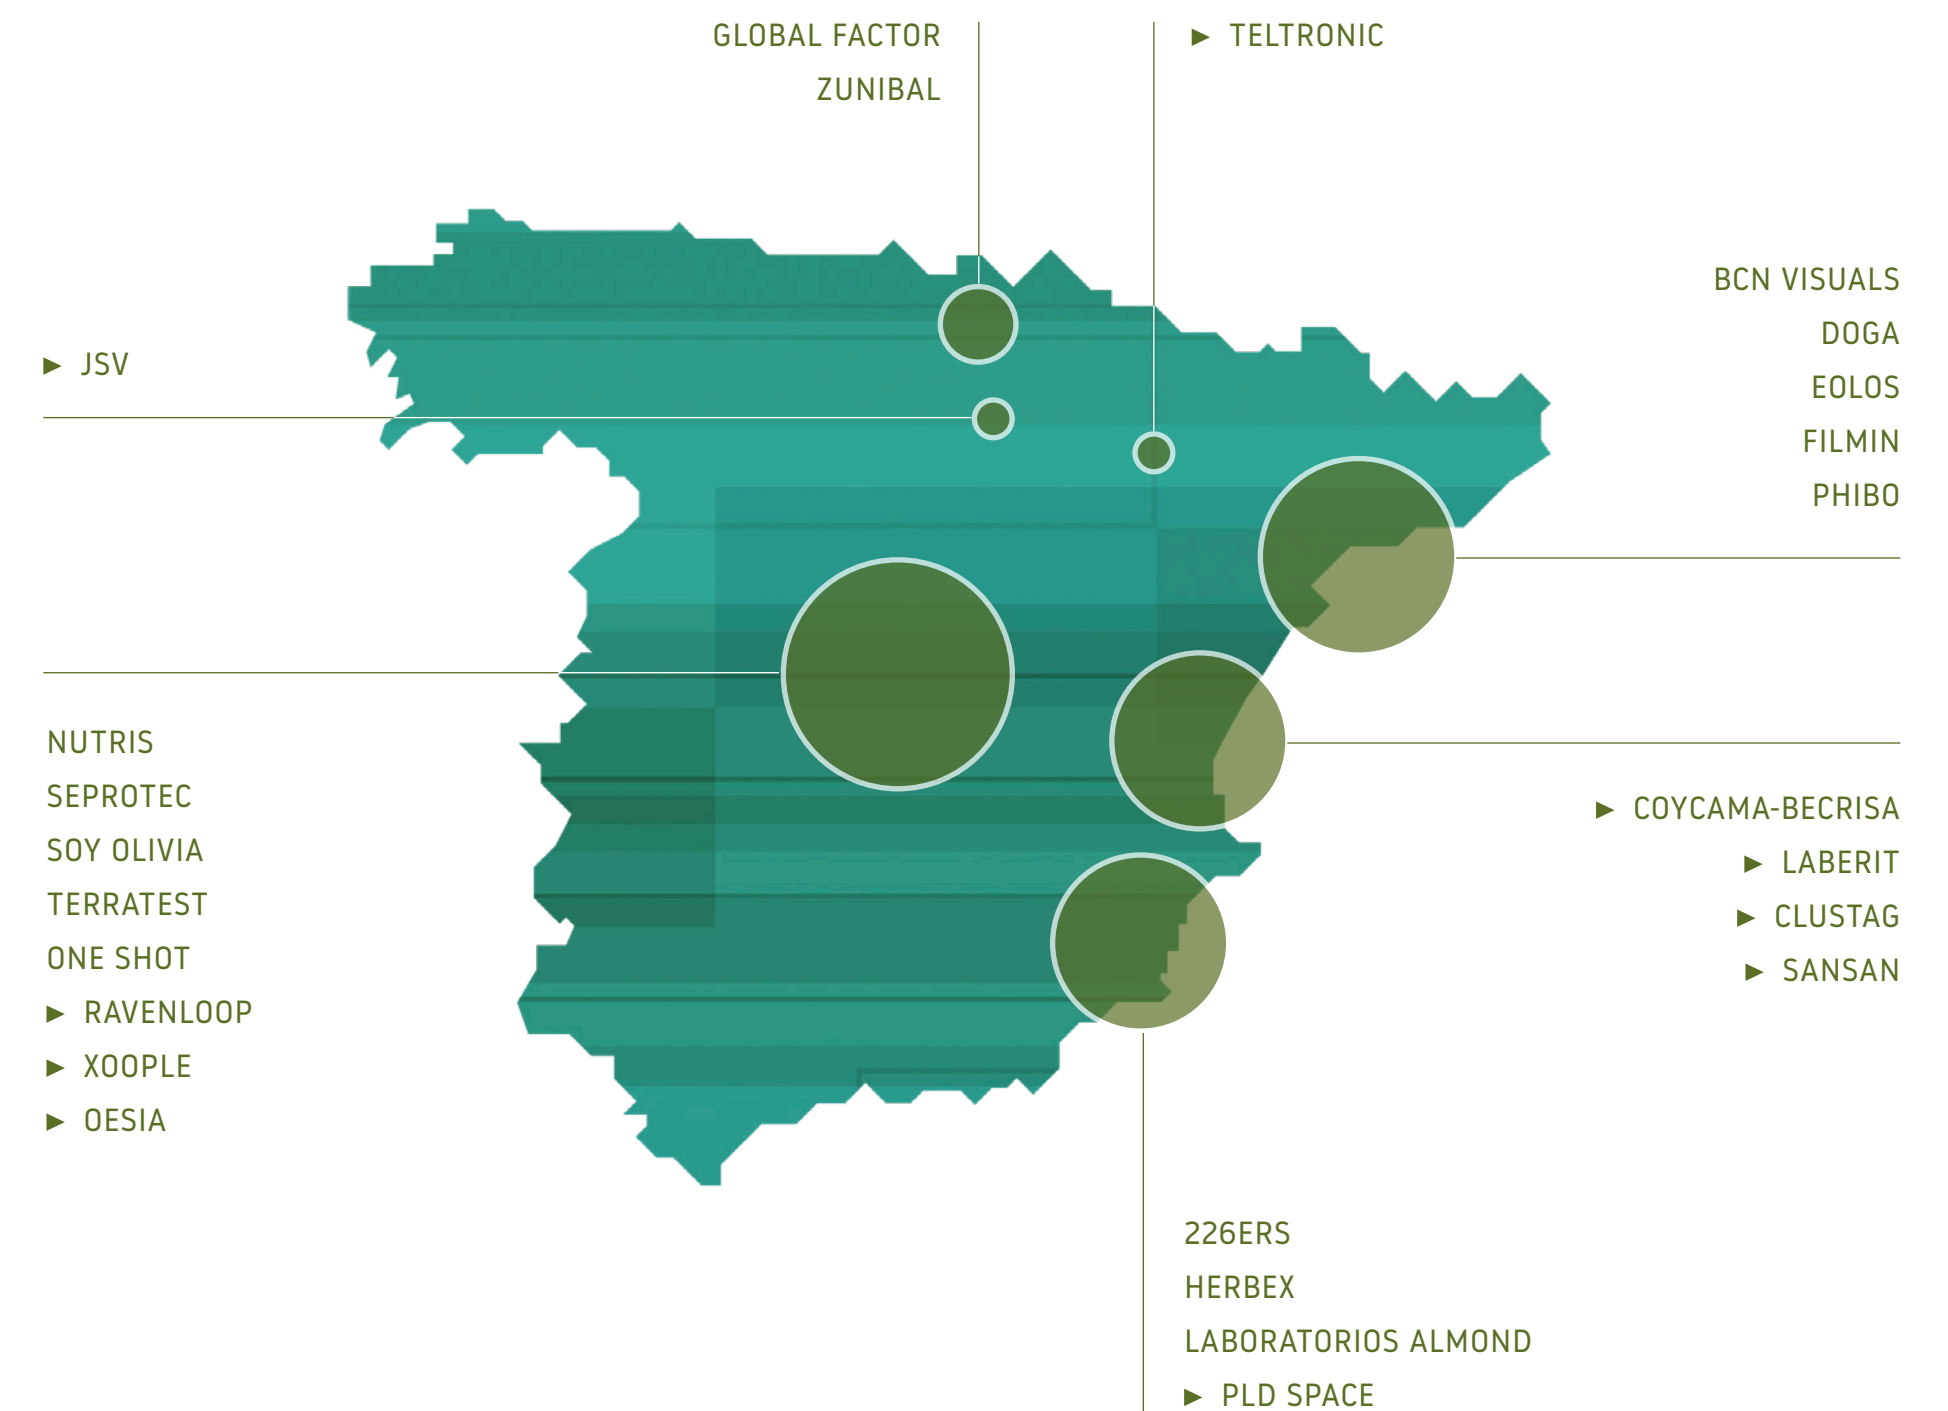 GLOBAL FACTOR
ZUNIBAL
▶ TELTRONIC
▶ JSV
BCN VISUALS
DOGA
EOLOS
FILMIN
PHIBO
NUTRIS
SEPROTEC
SOY OLIVIA
TERRATEST
ONE SHOT
▶ RAVENLOOP
▶ XOOPLE
▶ OESIA
▶ COYCAMA-BECRISA
▶ LABERIT
▶ CLUSTAG
▶ SANSAN
226ERS
HERBEX
LABORATORIOS ALMOND
▶ PLD SPACE